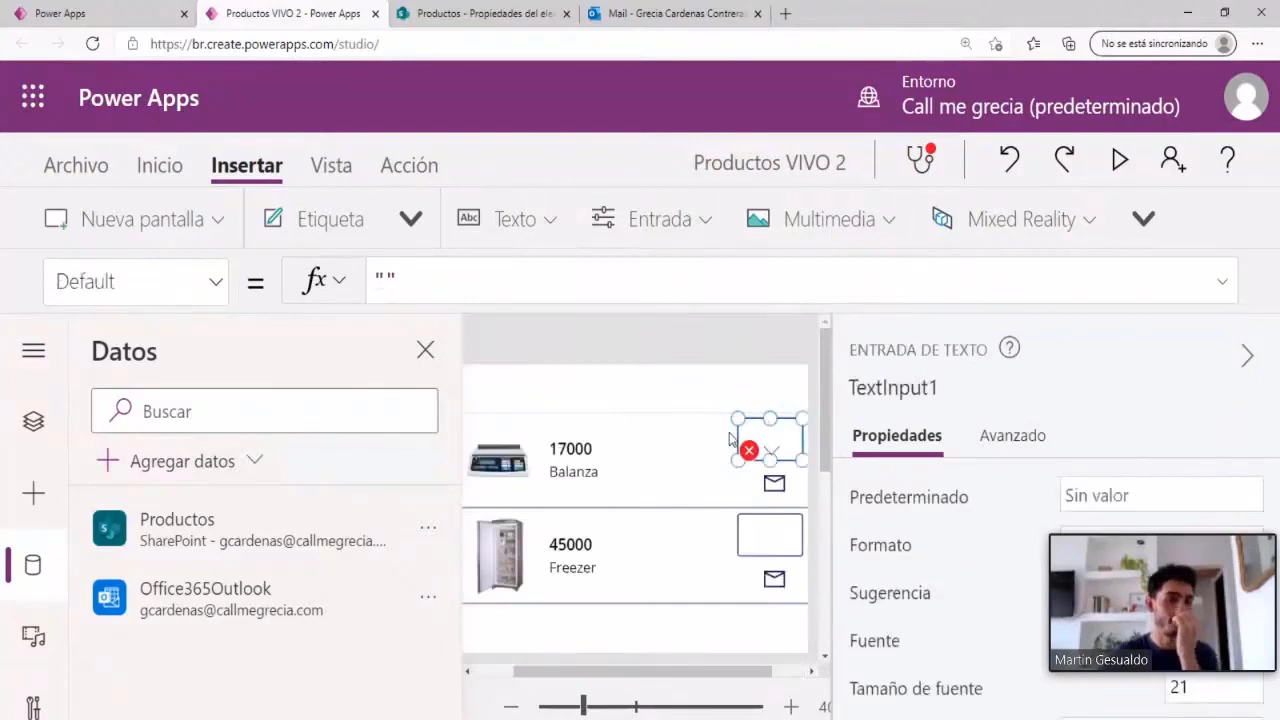 Power Apps
Productos VIVO 2 - Power Apps
Productos - Propiedades del ele
Mail - Grecia Cardenas Contrera
https://br.create.powerapps.com/studio/
No se está sincronizando
Power Apps
Entorno
Call me grecia (predeterminado)
Archivo
Inicio
Insertar
Vista
Acción
Productos VIVO 2
Nueva pantalla
Etiqueta
Abc
Texto
Entrada
Multimedia
Mixed Reality
Default
=
fx
""
Datos
ENTRADA DE TEXTO
TextInput1
Buscar
Propiedades
Avanzado
Agregar datos
17000
Balanza
Predeterminado
Sin valor
Productos
SharePoint - gcardenas@callmegrecia....
Formato
45000
Freezer
Office365Outlook
gcardenas@callmegrecia.com
Sugerencia
Fuente
Martin Gesualdo
Tamaño de fuente
21
40